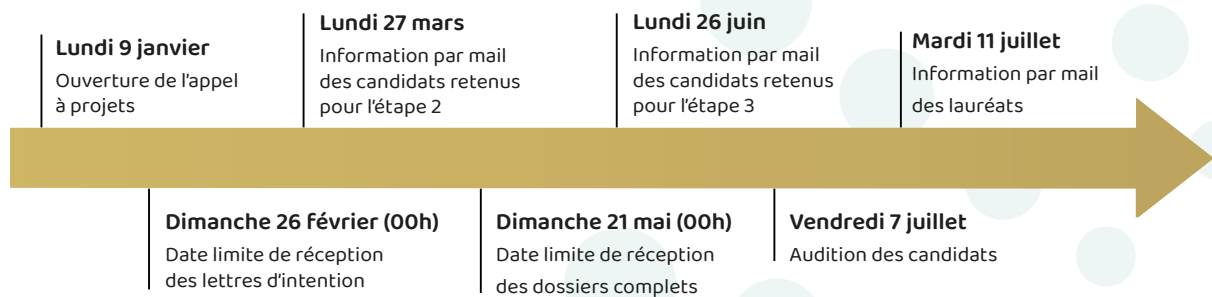 Lundi 9 janvier
Ouverture de l'appel
à projets
Lundi 27 mars
Information par mail
des candidats retenus
pour l'étape 2
Lundi 26 juin
Information par mail
des candidats retenus
pour l'étape 3
Mardi 11 juillet
Information par mail
des lauréats
Dimanche 26 février (00h)
Date limite de réception
des lettres d'intention
Dimanche 21 mai (00h)
Date limite de réception
des dossiers complets
Vendredi 7 juillet
Audition des candidats